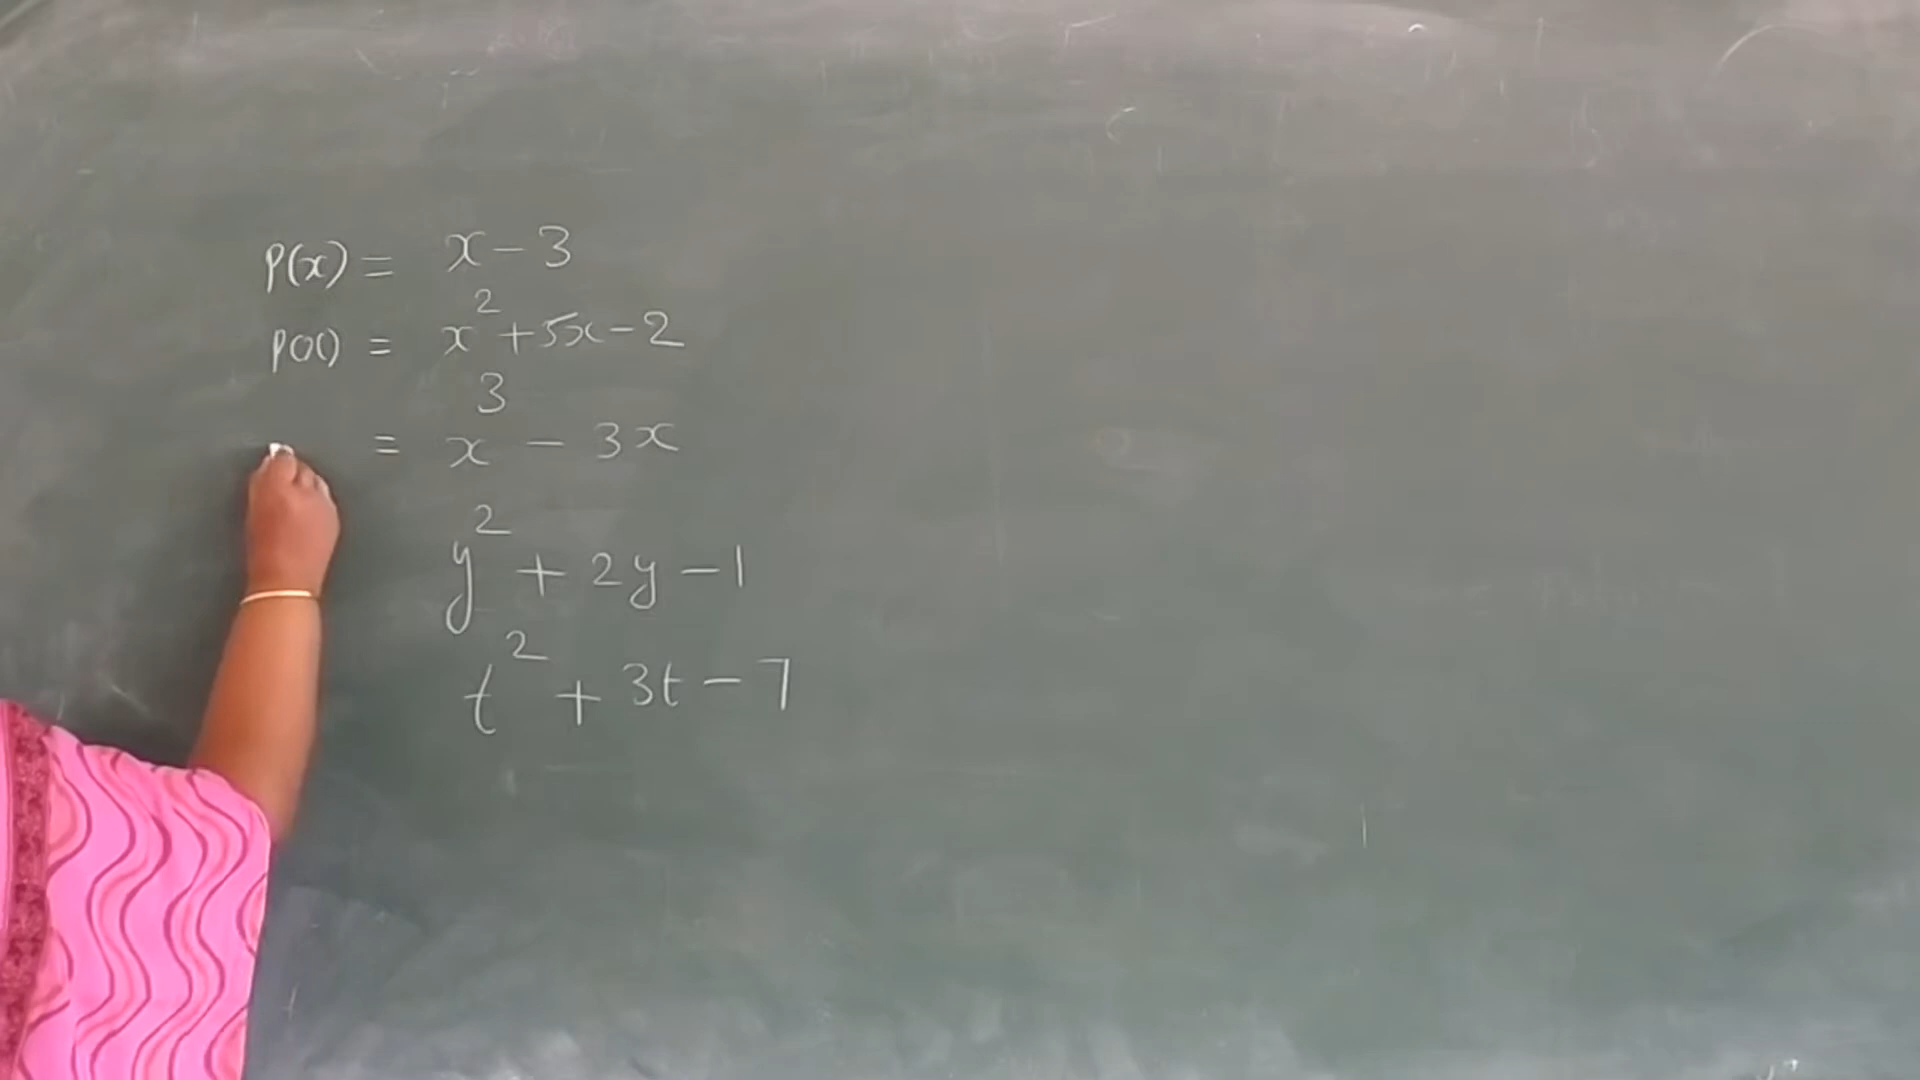 p(x) = x - 3
p(x) = x² + 5x - 2
= x³ - 3x
y² + 2y - 1
t² + 3t - 7